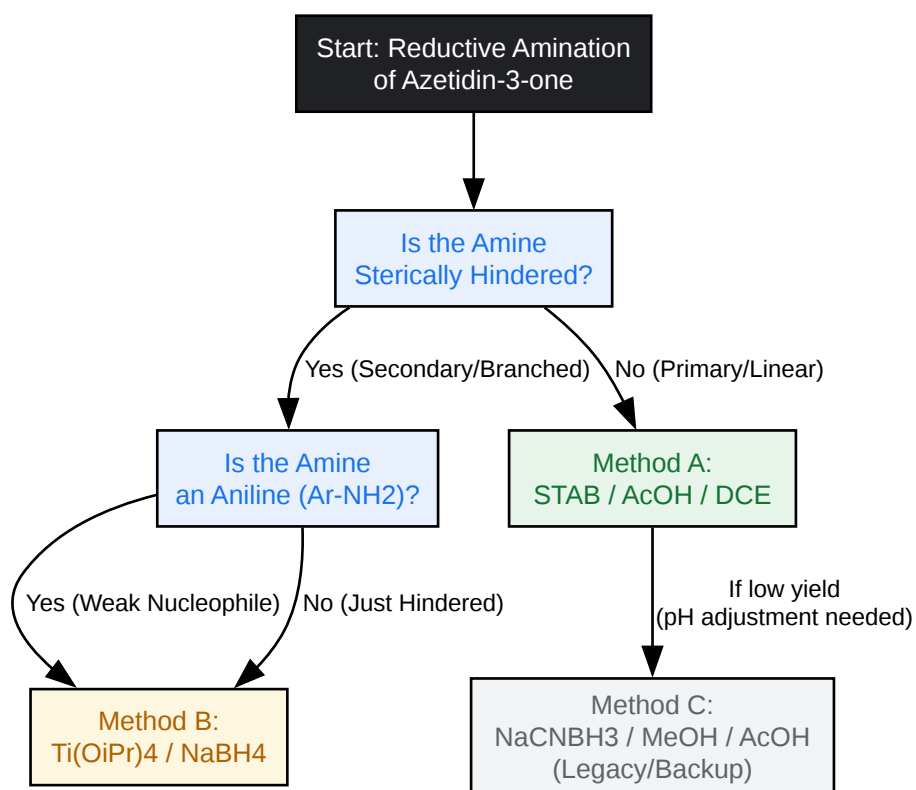 Start: Reductive Amination
of Azetidin-3-one
Is the Amine
Sterically Hindered?
Yes (Secondary/Branched)
No (Primary/Linear)
Is the Amine
an Aniline (Ar-NH2)?
Method A:
STAB / AcOH / DCE
Yes (Weak Nucleophile)
No (Just Hindered)
If low yield
(pH adjustment needed)
Method B:
Ti(OiPr)4 / NaBH4
Method C:
NaCNBH3 / MeOH / AcOH
(Legacy/Backup)